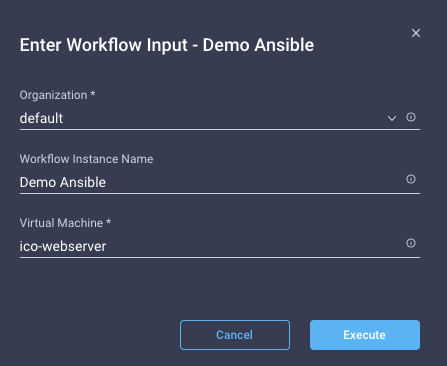 Enter Workflow Input - Demo Ansible
Organization *
default
Workflow Instance Name
Demo Ansible
Virtual Machine *
ico-webserver
Cancel
Execute